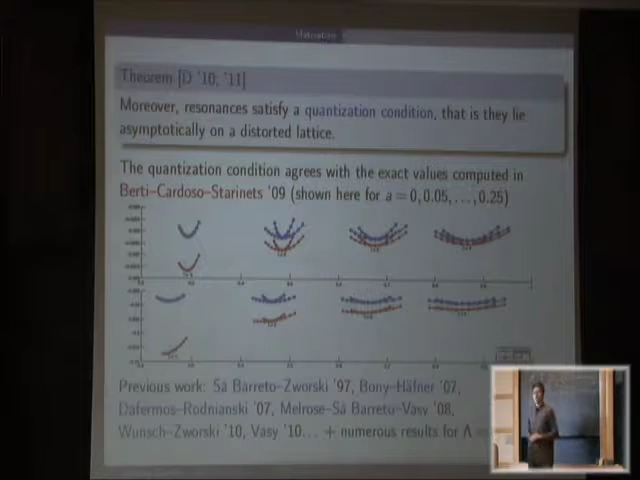 Motivation
Theorem [D '10, '11]
Moreover, resonances satisfy a quantization condition, that is they lie
asymptotically on a distorted lattice.
The quantization condition agrees with the exact values computed in
Berti–Cardoso–Starinets '09 (shown here for a = 0, 0.05, . . . , 0.25)
Previous work: Sá Barreto–Zworski '97, Bony–Häfner '07,
Dafermos–Rodnianski '07, Melrose–Sá Barreto–Vasy '08,
Wunsch–Zworski '10, Vasy '10. . . + numerous results for Λ